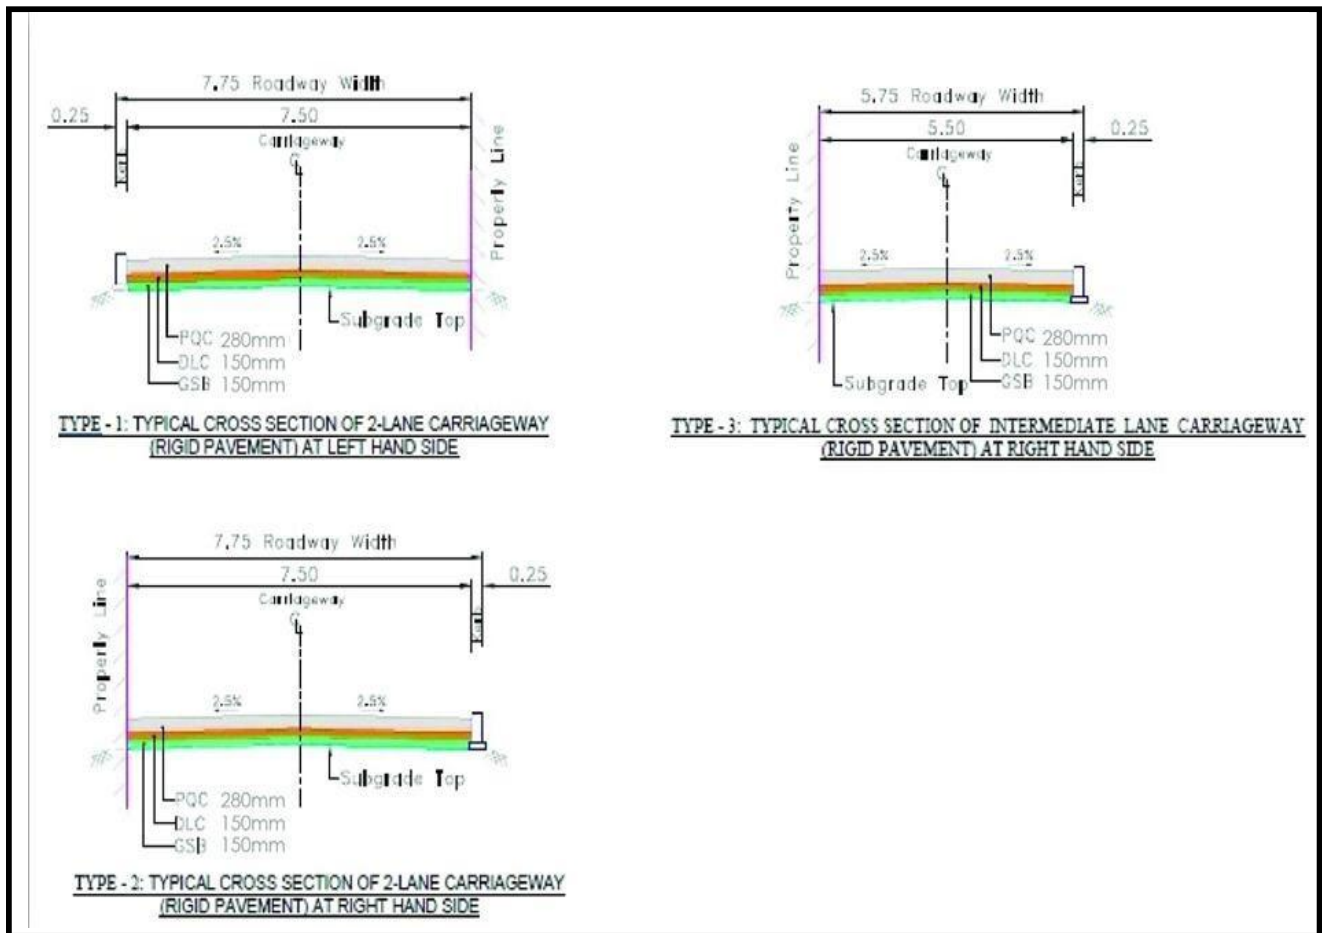 7.75 Roadway Width
0.25
7.50
Carriageway
CL
Kerb
Property Line
2.5%
2.5%
Subgrade Top
PQC 280mm
DLC 150mm
GSB 150mm
TYPE - 1: TYPICAL CROSS SECTION OF 2-LANE CARRIAGEWAY
(RIGID PAVEMENT) AT LEFT HAND SIDE
5.75 Roadway Width
5.50
0.25
Carriageway
CL
Kerb
Property Line
2.5%
2.5%
PQC 280mm
DLC 150mm
GSB 150mm
Subgrade Top
TYPE - 3: TYPICAL CROSS SECTION OF INTERMEDIATE LANE CARRIAGEWAY
(RIGID PAVEMENT) AT RIGHT HAND SIDE
7.75 Roadway Width
7.50
0.25
Carriageway
CL
Kerb
Property Line
2.5%
2.5%
Subgrade Top
PQC 280mm
DLC 150mm
GSB 150mm
TYPE - 2: TYPICAL CROSS SECTION OF 2-LANE CARRIAGEWAY
(RIGID PAVEMENT) AT RIGHT HAND SIDE